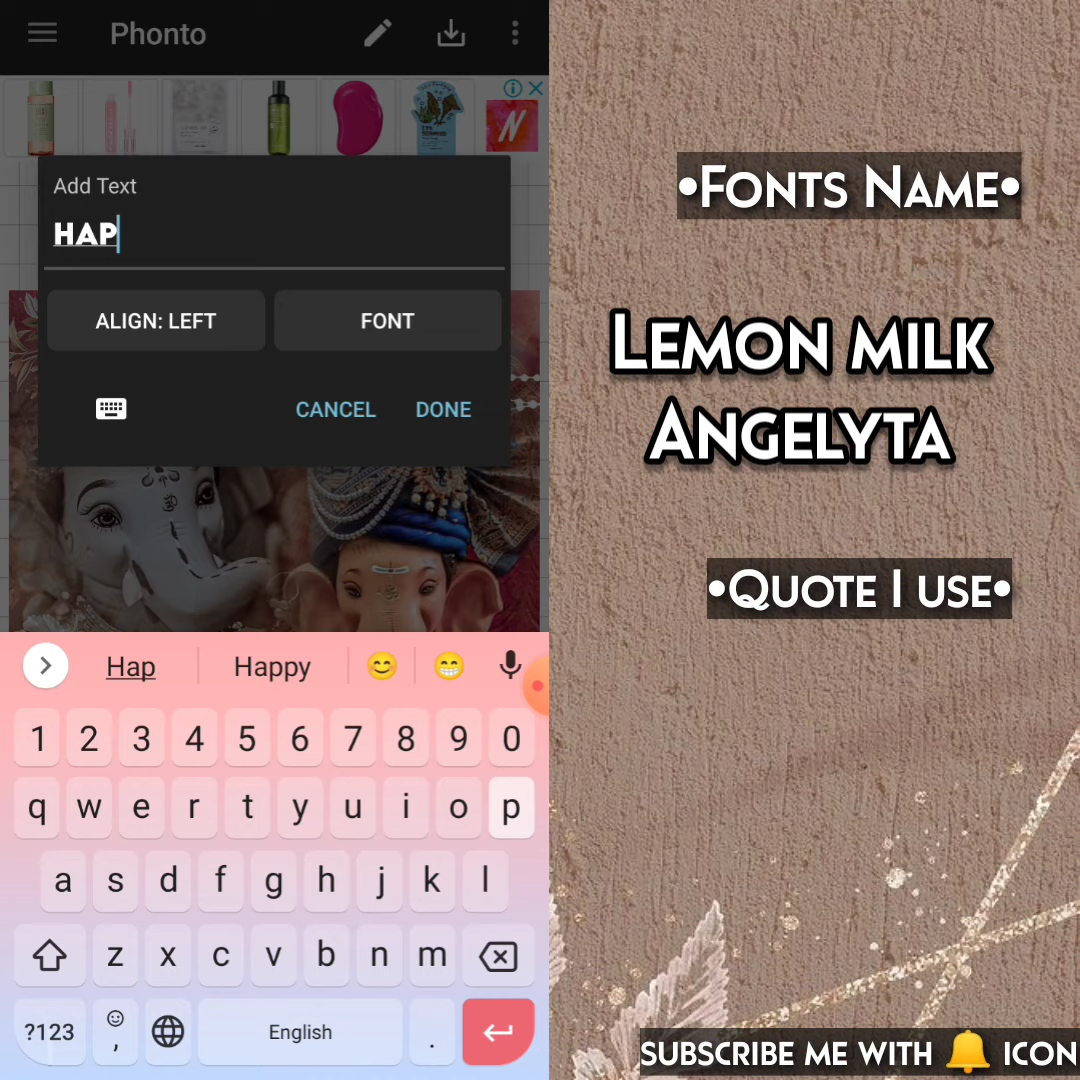 Phonto
Add Text
HAP
ALIGN: LEFT
FONT
CANCEL
DONE
Hap
Happy
😊
😁
1 2 3 4 5 6 7 8 9 0
q w e r t y u i o p
a s d f g h j k l
z x c v b n m
?123
,
English
.
•Fonts Name•
Lemon milk
Angelyta
•Quote I use•
SUBSCRIBE ME WITH 🔔 ICON